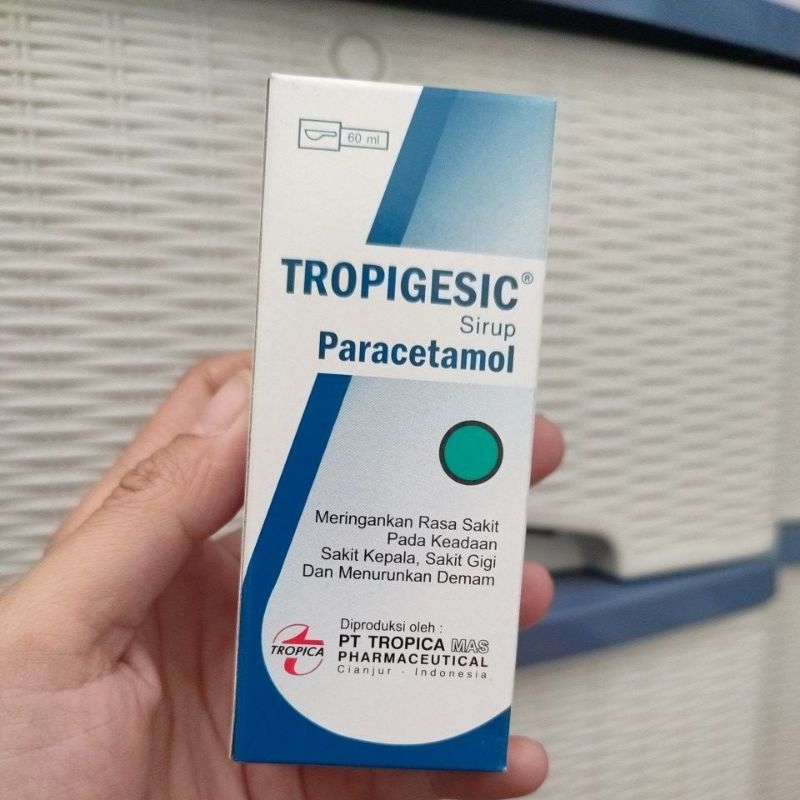 60 ml
TROPIGESIC®
Sirup
Paracetamol
Meringankan Rasa Sakit
Pada Keadaan
Sakit Kepala, Sakit Gigi
Dan Menurunkan Demam
Diproduksi oleh :
TROPICA
PT TROPICA MAS
PHARMACEUTICAL
Cianjur - Indonesia